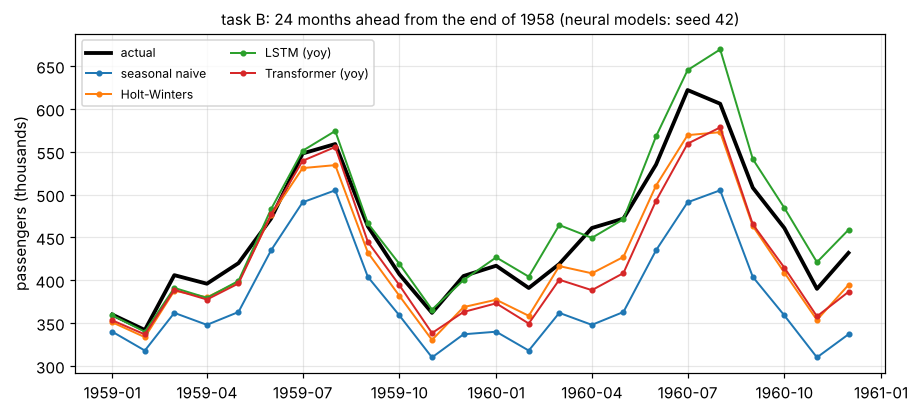 task B: 24 months ahead from the end of 1958 (neural models: seed 42)
actual
seasonal naive
Holt-Winters
LSTM (yoy)
Transformer (yoy)
passengers (thousands)
650
600
550
500
450
400
350
300
1959-01 1959-04 1959-07 1959-10 1960-01 1960-04 1960-07 1960-10 1961-01